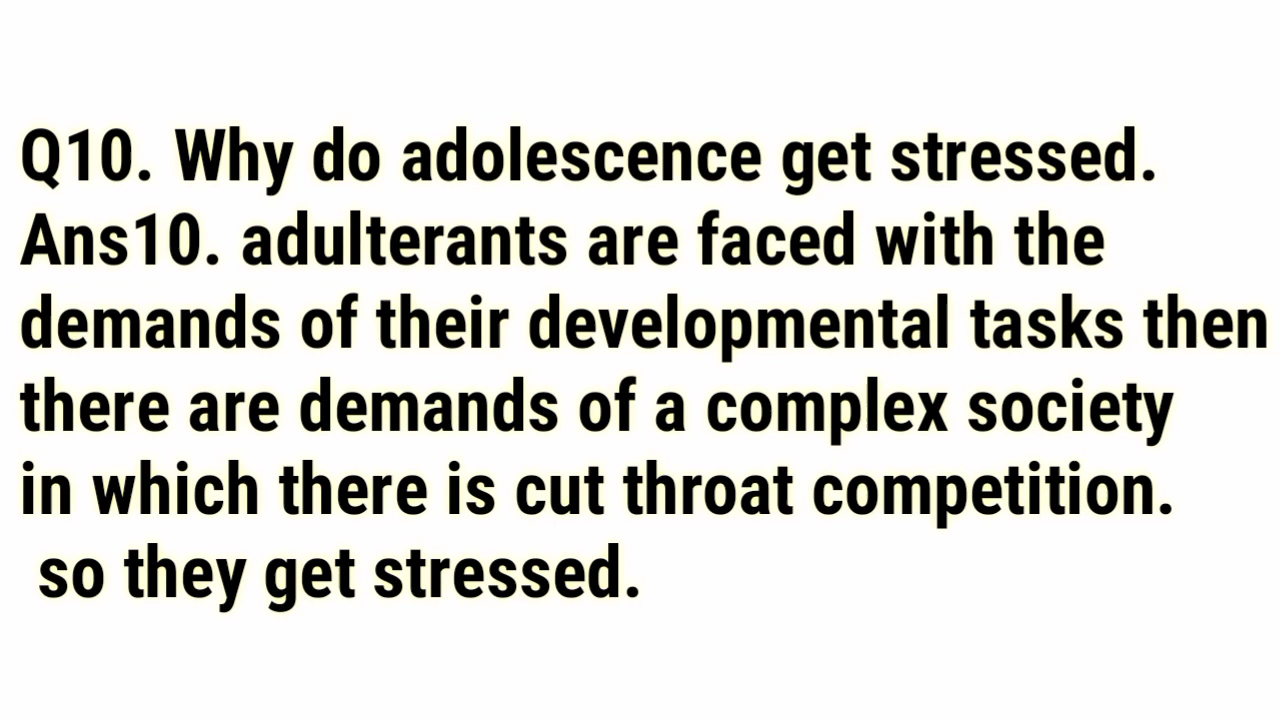 Q10. Why do adolescence get stressed.
Ans10. adulterants are faced with the
demands of their developmental tasks then
there are demands of a complex society
in which there is cut throat competition.
so they get stressed.